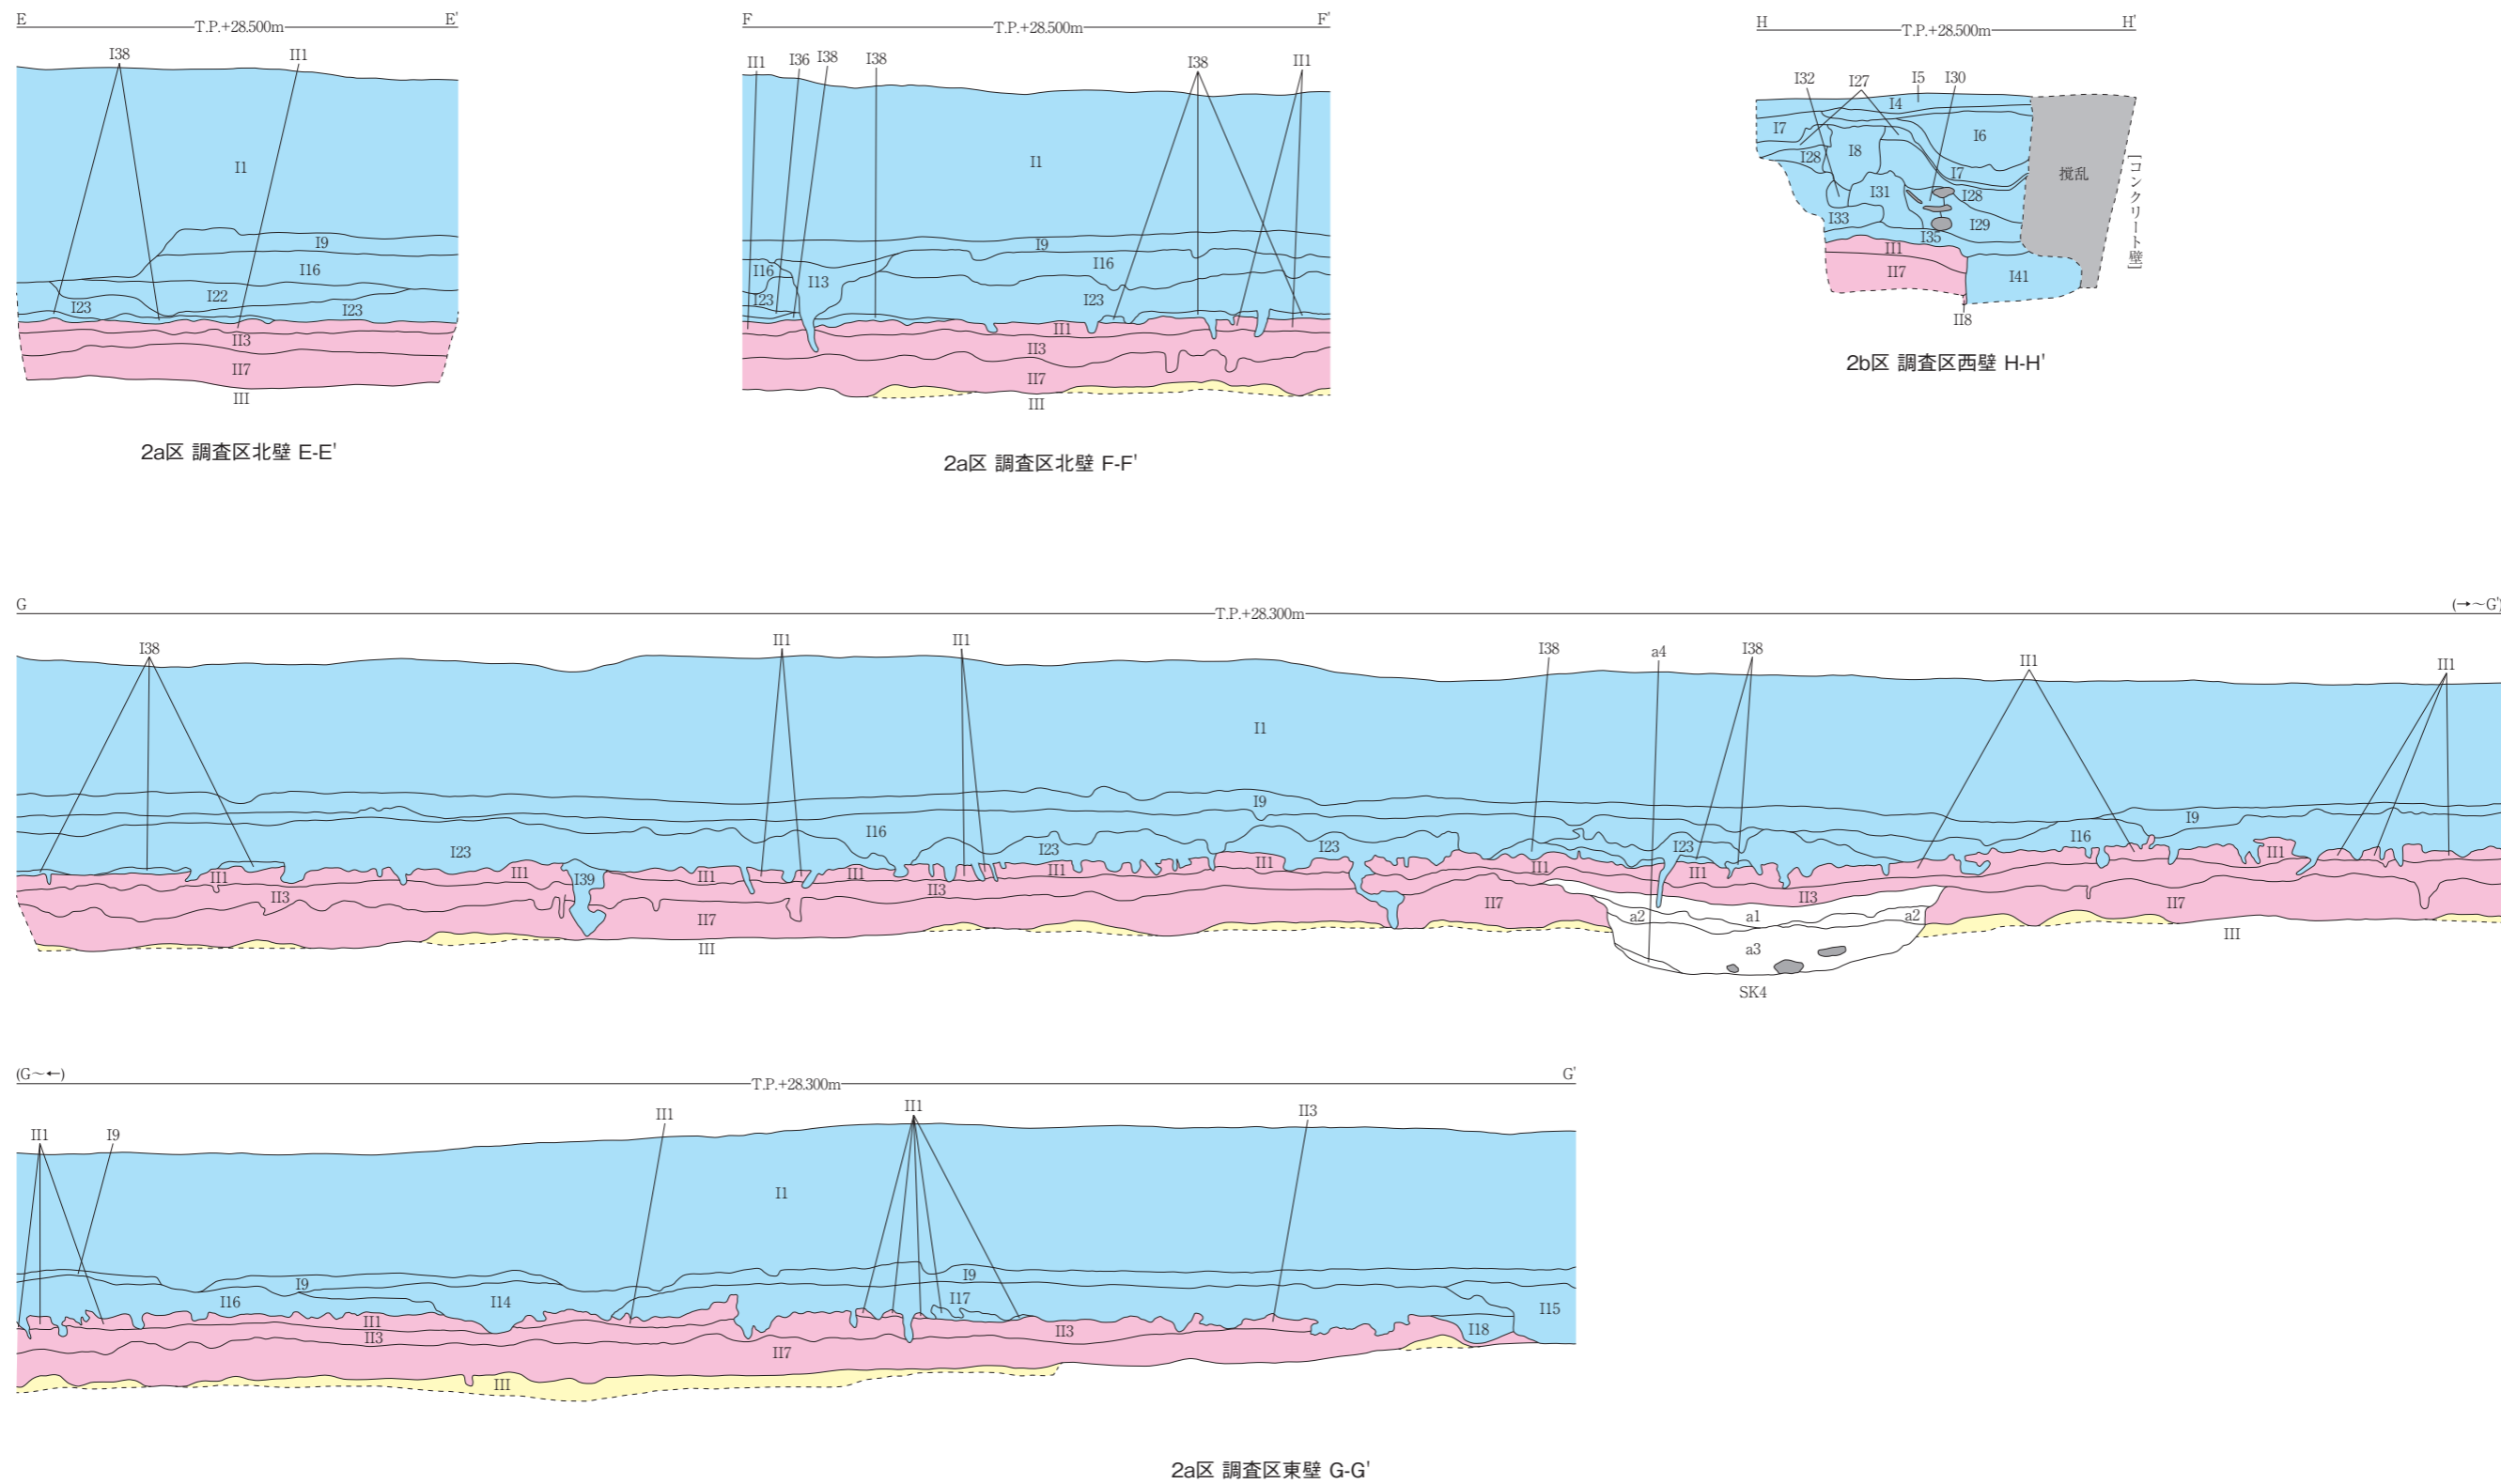 E T.P.+28.500m E'
I38 II1
I1
I9
I16
I22
I23 I23
II3
II7
III
2a区 調査区北壁 E-E'
F T.P.+28.500m F'
II1 I36 I38 I38 I38 II1
I1
I9
I16 I13 I16
I23 I23
II1
II3
II7
III
2a区 調査区北壁 F-F'
H T.P.+28.500m H'
I32 I27 I5 I30
I4
I7 I6
I28 I8
I7
I31 I28
I33 I29
I35
II1
II7 I41
II8
撹乱
[コンクリート壁]
2b区 調査区西壁 H-H'
G T.P.+28.300m (→〜G')
I38 II1 II1 I38 a4 I38 II1 II1
I1
I9 I9
I16 I16
I23 I23 I23 I23
II1 II1 I39 II1 II1 II1 II1 II1 II1 II1
II3 II3 II3
II7 II7 a2 a1 a2 II7
III a3 III
SK4
(G〜←) T.P.+28.300m G'
II1 I9 II1 II1 II3
I1
I9 I9
I16 I14 I17 I15
II1 I18
II3 II3
II7
III
2a区 調査区東壁 G-G'